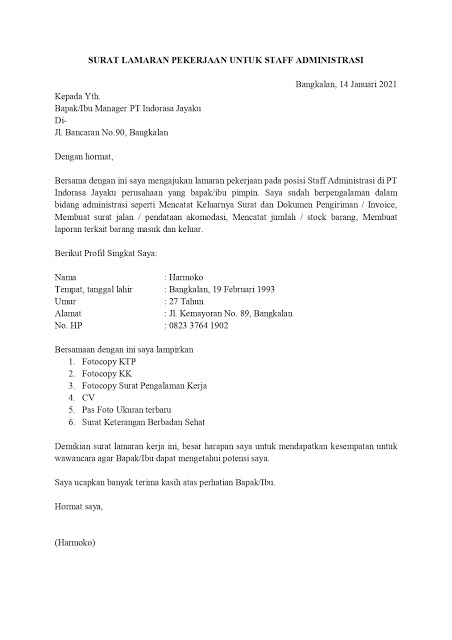 SURAT LAMARAN PEKERJAAN UNTUK STAFF ADMINISTRASI
Bangkalan, 14 Januari 2021
Kepada Yth.
Bapak/Ibu Manager PT Indorasa Jayaku
Di-
Jl. Bancaran No.90, Bangkalan
Dengan hormat,
Bersama dengan ini saya mengajukan lamaran pekerjaan pada posisi Staff Administrasi di PT
Indorasa Jayaku perusahaan yang bapak/ibu pimpin. Saya sudah berpengalaman dalam
bidang administrasi seperti Mencatat Keluarnya Surat dan Dokumen Pengiriman / Invoice,
Membuat surat jalan / pendataan akomodasi, Mencatat jumlah / stock barang, Membuat
laporan terkait barang masuk dan keluar.
Berikut Profil Singkat Saya:
Nama : Harmoko
Tempat, tanggal lahir : Bangkalan, 19 Februari 1993
Umur : 27 Tahun
Alamat : Jl. Kemayoran No. 89, Bangkalan
No. HP : 0823 3764 1902
Bersamaan dengan ini saya lampirkan
1. Fotocopy KTP
2. Fotocopy KK
3. Fotocopy Surat Pengalaman Kerja
4. CV
5. Pas Foto Ukuran terbaru
6. Surat Keterangan Berbadan Sehat
Demikian surat lamaran kerja ini, besar harapan saya untuk mendapatkan kesempatan untuk
wawancara agar Bapak/Ibu dapat mengetahui potensi saya.
Saya ucapkan banyak terima kasih atas perhatian Bapak/Ibu.
Hormat saya,
(Harmoko)